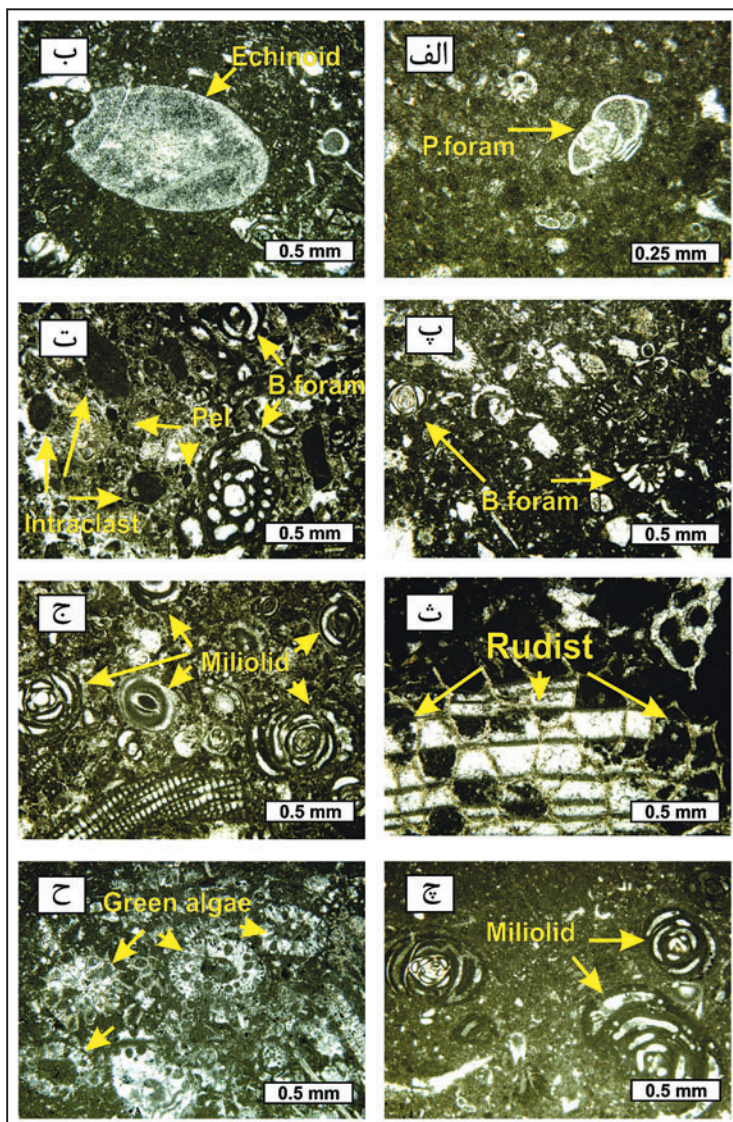 الف
P.foram
0.25 mm
ب
Echinoid
0.5 mm
پ
B.foram
0.5 mm
ت
B.foram
Pel
Intraclast
0.5 mm
ث
Rudist
0.5 mm
ج
Miliolid
0.5 mm
چ
Miliolid
0.5 mm
ح
Green algae
0.5 mm